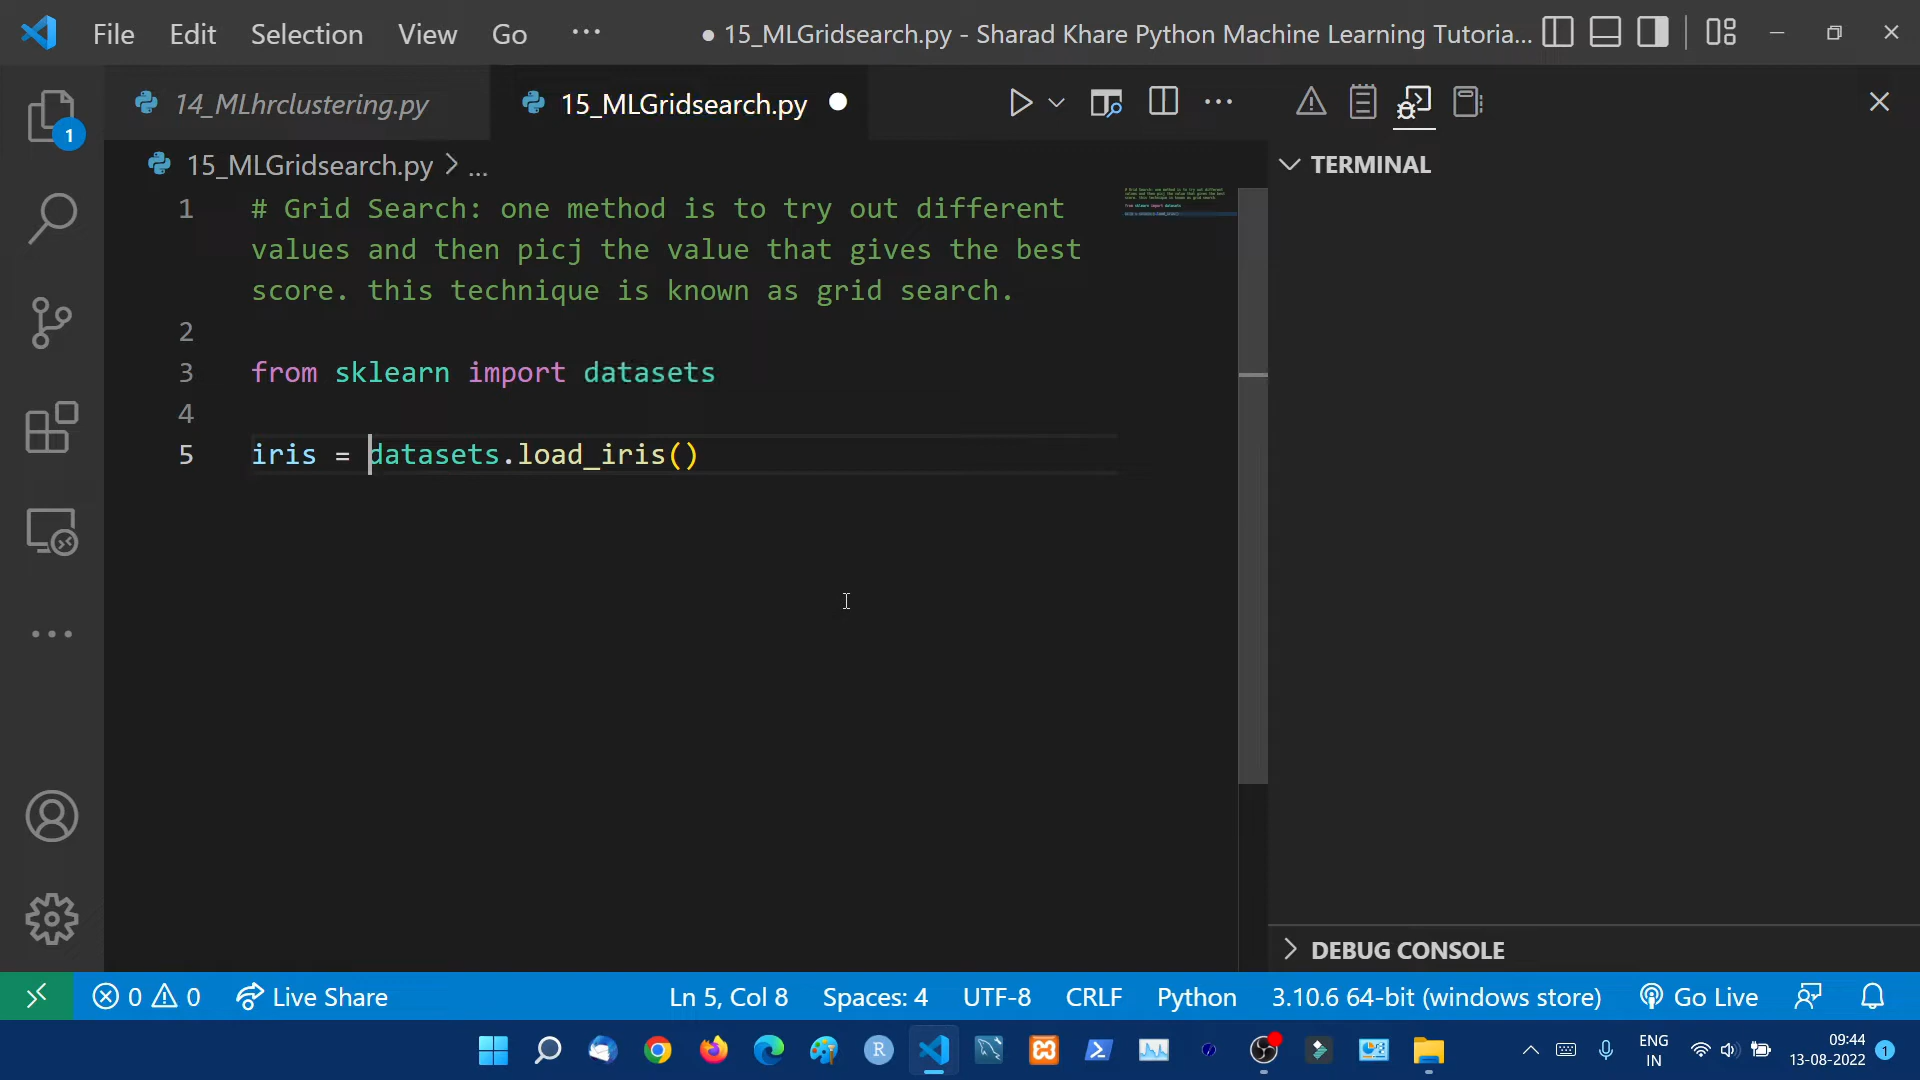 File Edit Selection View Go ··· ● 15_MLGridsearch.py - Sharad Khare Python Machine Learning Tutoria...
14_MLhrclustering.py 15_MLGridsearch.py
1
15_MLGridsearch.py > ...
TERMINAL
1 # Grid Search: one method is to try out different
values and then picj the value that gives the best
score. this technique is known as grid search.
2
3 from sklearn import datasets
4
5 iris = datasets.load_iris()
DEBUG CONSOLE
0 0 Live Share Ln 5, Col 8 Spaces: 4 UTF-8 CRLF Python 3.10.6 64-bit (windows store) Go Live
R
ENG
IN
09:44
13-08-2022
1